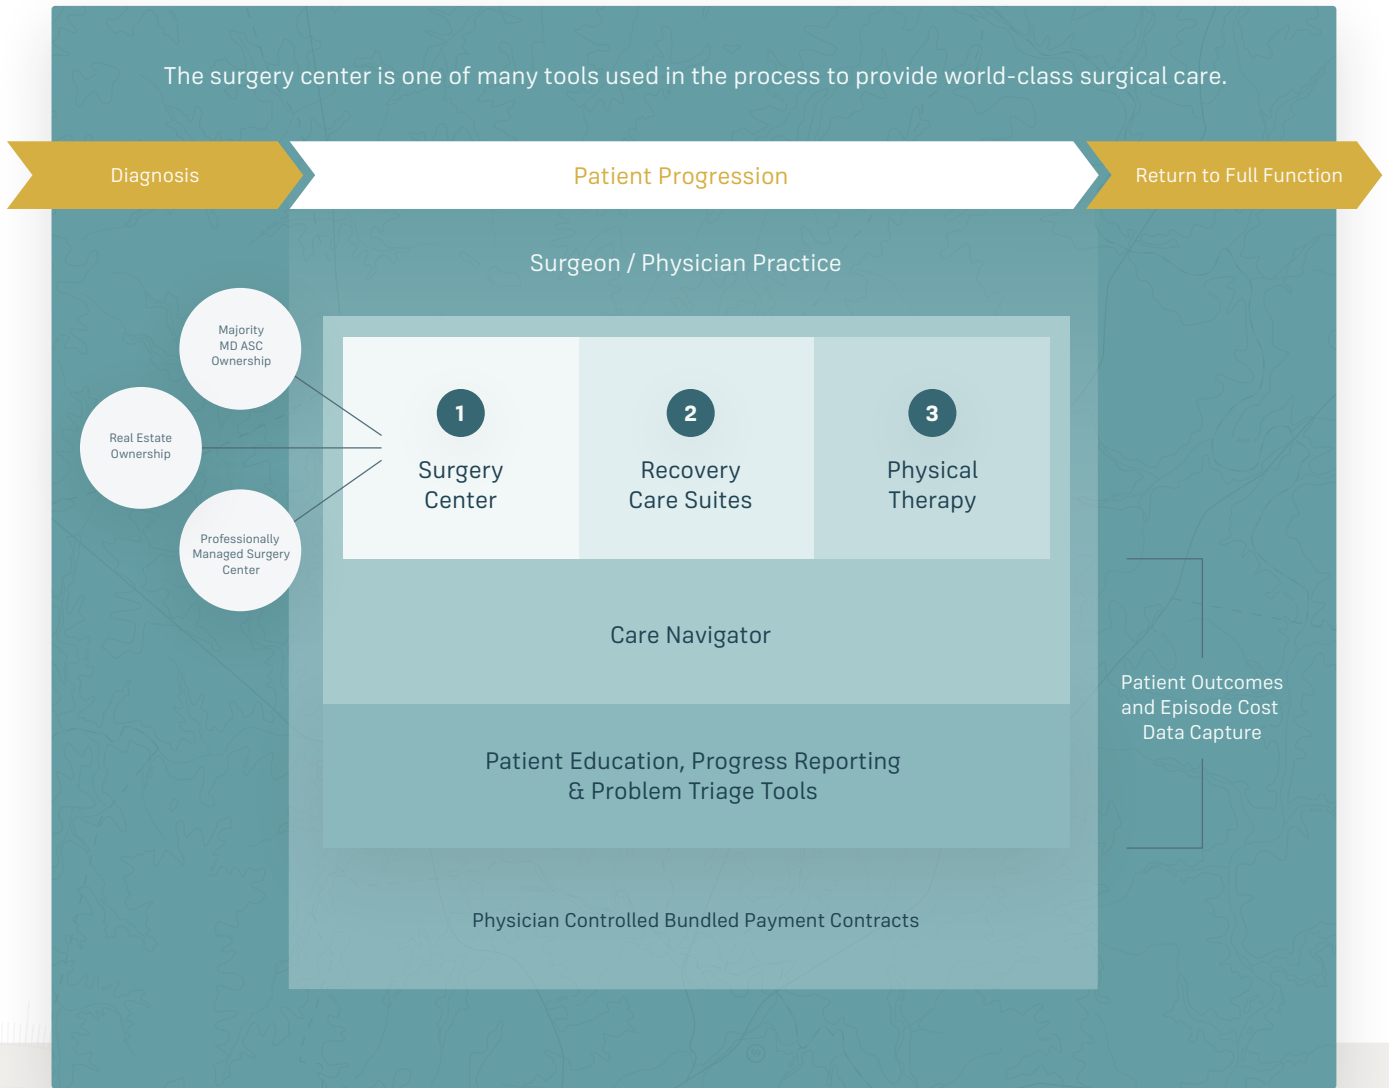 The surgery center is one of many tools used in the process to provide world-class surgical care.
Diagnosis
Patient Progression
Return to Full Function
Surgeon / Physician Practice
Majority
MD ASC
Ownership
Real Estate
Ownership
Professionally
Managed Surgery
Center
1
Surgery
Center
2
Recovery
Care Suites
3
Physical
Therapy
Care Navigator
Patient Education, Progress Reporting
& Problem Triage Tools
Patient Outcomes
and Episode Cost
Data Capture
Physician Controlled Bundled Payment Contracts